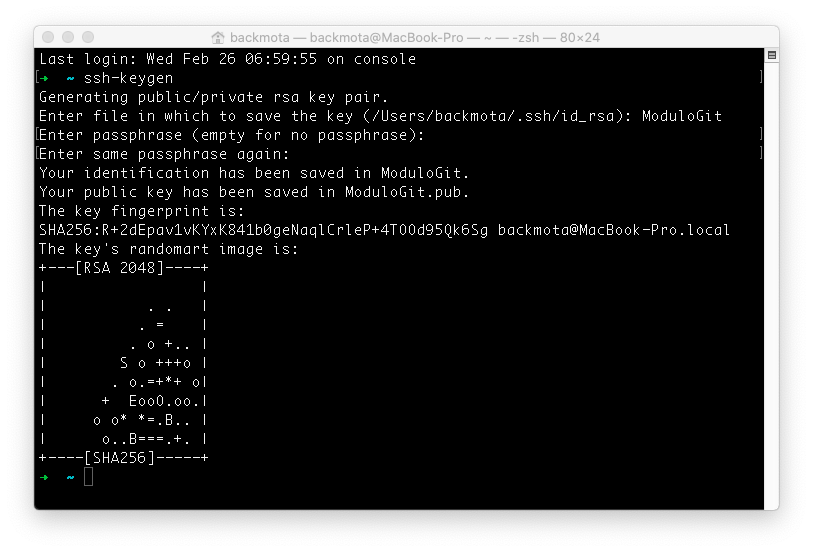 backmota — backmota@MacBook-Pro — ~ — -zsh — 80×24
Last login: Wed Feb 26 06:59:55 on console
[➜  ~ ssh-keygen                                                               ]
Generating public/private rsa key pair.
Enter file in which to save the key (/Users/backmota/.ssh/id_rsa): ModuloGit
[Enter passphrase (empty for no passphrase):                                   ]
[Enter same passphrase again:                                                  ]
Your identification has been saved in ModuloGit.
Your public key has been saved in ModuloGit.pub.
The key fingerprint is:
SHA256:R+2dEpav1vKYxK841b0geNaqlCrleP+4TOOd95Qk6Sg backmota@MacBook-Pro.local
The key's randomart image is:
+---[RSA 2048]----+
|                 |
|           . .   |
|          . =    |
|         . o +.. |
|        S o +++o |
|       . o.=+*+ o|
|      +  EooO.oo.|
|     o o* *=.B.. |
|      o..B===.+. |
+----[SHA256]-----+
➜  ~